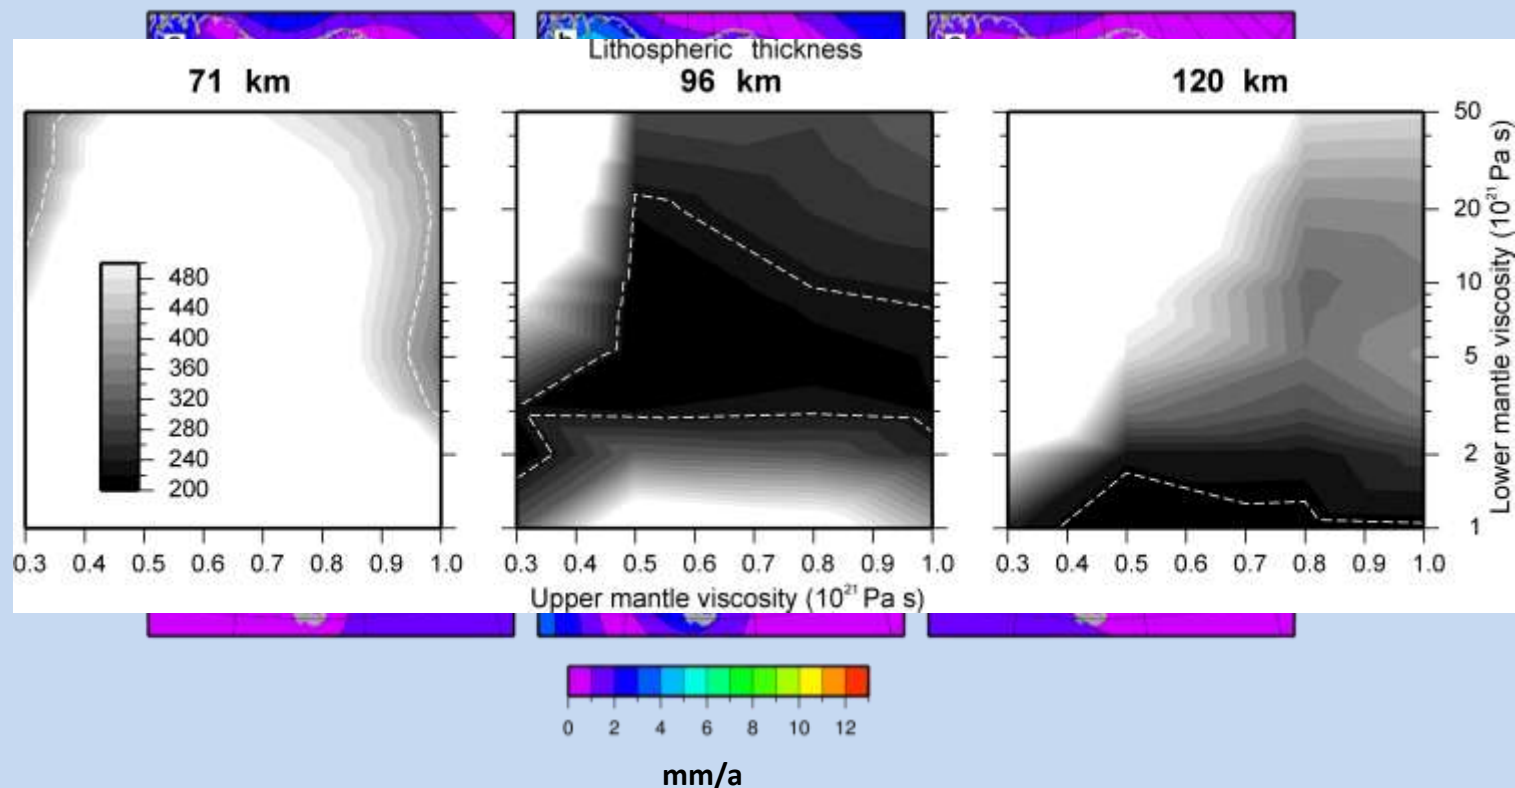 Lithospheric thickness
71 km
96 km
120 km
480
440
400
360
320
280
240
200
50
20
10
5
2
1
Lower mantle viscosity (10²¹ Pa s)
0.3 0.4 0.5 0.6 0.7 0.8 0.9 1.0
0.3 0.4 0.5 0.6 0.7 0.8 0.9 1.0
0.3 0.4 0.5 0.6 0.7 0.8 0.9 1.0
Upper mantle viscosity (10²¹ Pa s)
0 2 4 6 8 10 12
mm/a